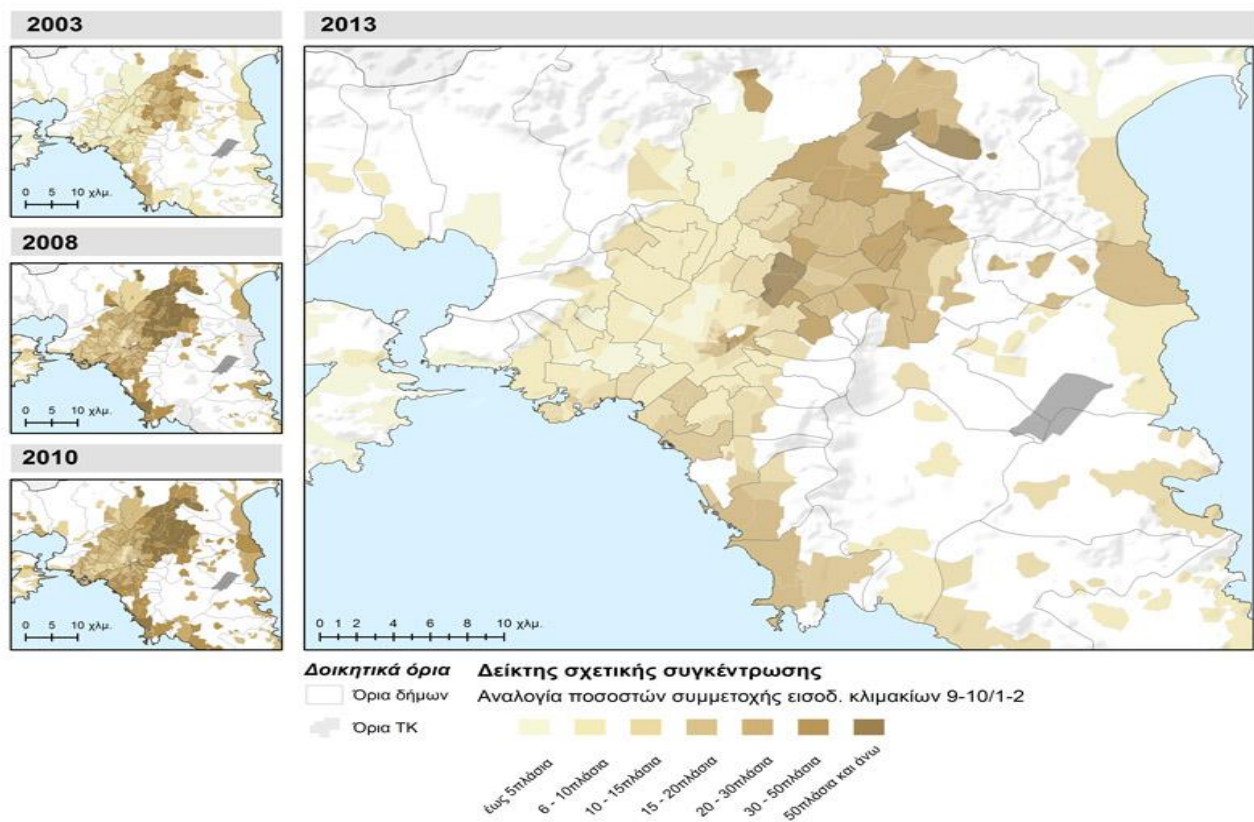 2003
0 5 10 χλμ.
2008
0 5 10 χλμ.
2010
0 5 10 χλμ.
2013
0 1 2 4 6 8 10 χλμ.
Δοικητικά όρια
Όρια δήμων
Όρια ΤΚ
Δείκτης σχετικής συγκέντρωσης
Αναλογία ποσοστών συμμετοχής εισοδ. κλιμακίων 9-10/1-2
έως 5πλάσια
6 - 10πλάσια
10 - 15πλάσια
15 - 20πλάσια
20 - 30πλάσια
30 - 50πλάσια
50πλάσια και άνω